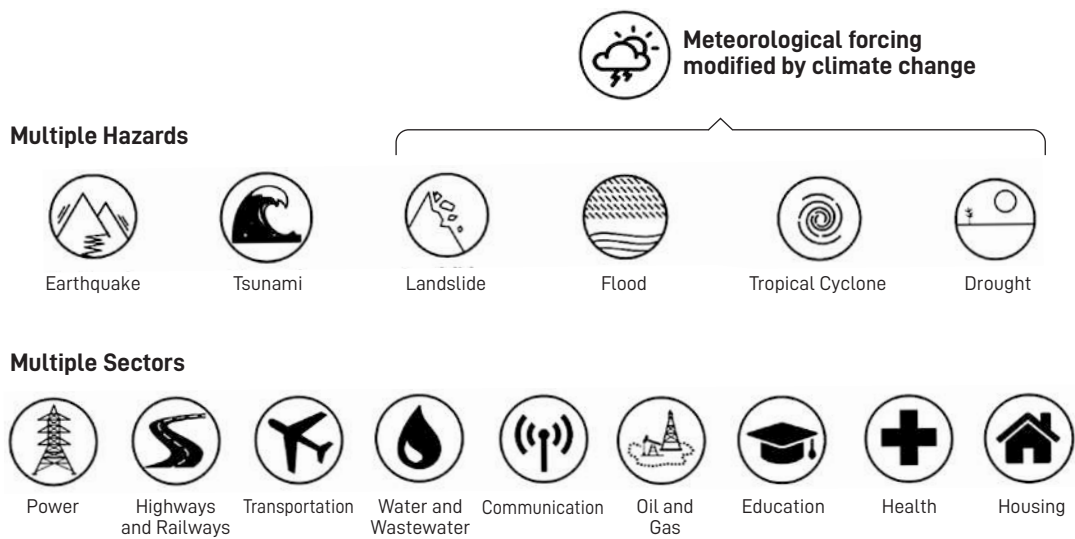 Meteorological forcing
modified by climate change
Multiple Hazards
Earthquake
Tsunami
Landslide
Flood
Tropical Cyclone
Drought
Multiple Sectors
Power
Highways
and Railways
Transportation
Water and
Wastewater
Communication
Oil and
Gas
Education
Health
Housing